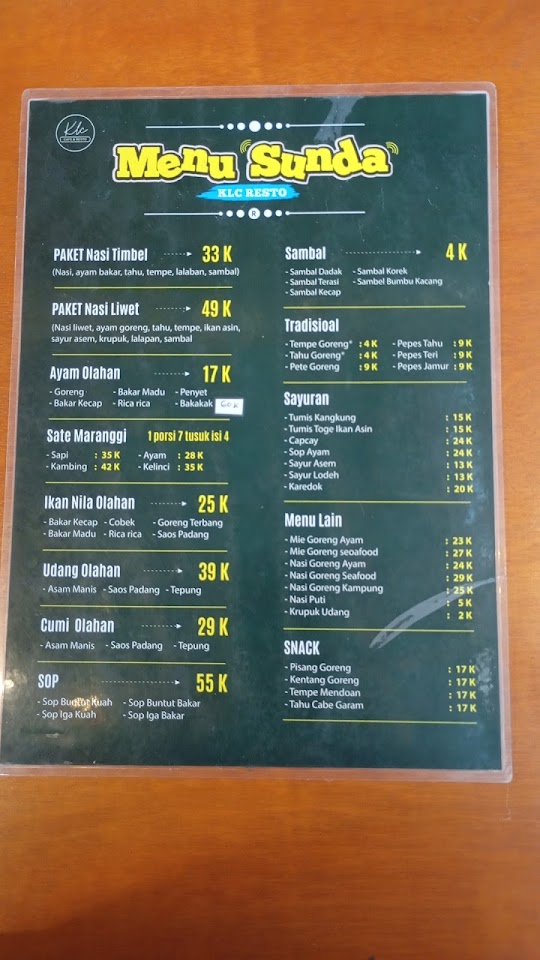 Klc
CAFE & RESTO
Menu Sunda
KLC RESTO
R
PAKET Nasi Timbel 33 K
(Nasi, ayam bakar, tahu, tempe, lalaban, sambal)
PAKET Nasi Liwet 49 K
(Nasi liwet, ayam goreng, tahu, tempe, ikan asin,
sayur asem, krupuk, lalapan, sambal
Ayam Olahan 17 K
- Goreng - Bakar Madu - Penyet
- Bakar Kecap - Rica rica - Bakakak 60 K
Sate Maranggi 1 porsi 7 tusuk isi 4
- Sapi : 35 K - Ayam : 28 K
- Kambing : 42 K - Kelinci : 35 K
Ikan Nila Olahan 25 K
- Bakar Kecap - Cobek - Goreng Terbang
- Bakar Madu - Rica rica - Saos Padang
Udang Olahan 39 K
- Asam Manis - Saos Padang - Tepung
Cumi Olahan 29 K
- Asam Manis - Saos Padang - Tepung
SOP 55 K
- Sop Buntut Kuah - Sop Buntut Bakar
- Sop Iga Kuah - Sop Iga Bakar
Sambal 4 K
- Sambal Dadak - Sambal Korek
- Sambal Terasi - Sambel Bumbu Kacang
- Sambal Kecap
Tradisioal
- Tempe Goreng* : 4 K - Pepes Tahu : 9 K
- Tahu Goreng* : 4 K - Pepes Teri : 9 K
- Pete Goreng : 9 K - Pepes Jamur : 9 K
Sayuran
- Tumis Kangkung : 15 K
- Tumis Toge Ikan Asin : 15 K
- Capcay : 24 K
- Sop Ayam : 24 K
- Sayur Asem : 13 K
- Sayur Lodeh : 13 K
- Karedok : 20 K
Menu Lain
- Mie Goreng Ayam : 23 K
- Mie Goreng seoafood : 27 K
- Nasi Goreng Ayam : 24 K
- Nasi Goreng Seafood : 29 K
- Nasi Goreng Kampung : 25 K
- Nasi Puti : 5 K
- Krupuk Udang : 2 K
SNACK
- Pisang Goreng : 17 K
- Kentang Goreng : 17 K
- Tempe Mendoan : 17 K
- Tahu Cabe Garam : 17 K